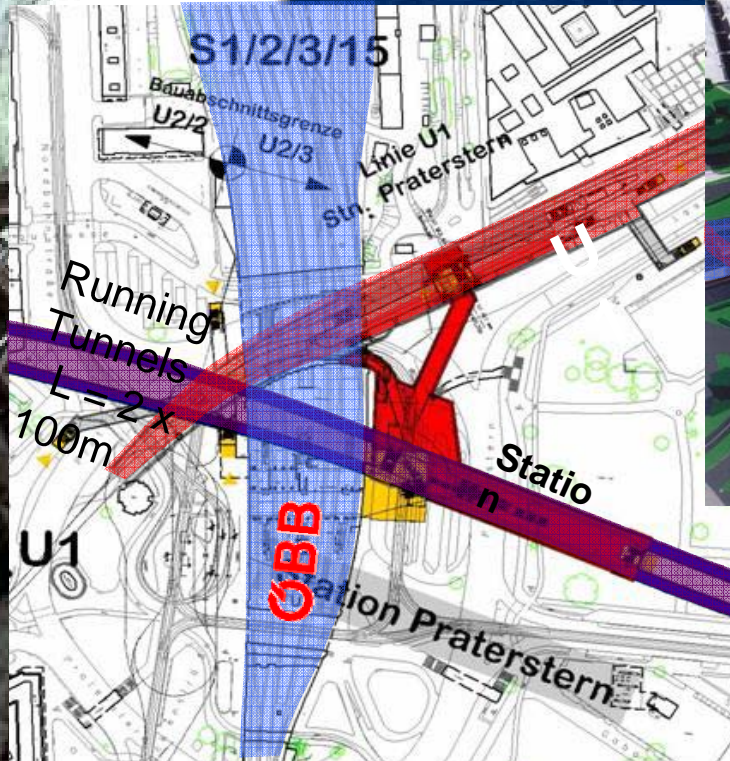 S1/2/3/15
Bauabschnittsgrenze
U2/2
U2/3
Linie U1
Stn. Praterstern
U
Running
Tunnels
L = 2 x
100m
Statio
n
U1
ÖBB
Station Praterstern